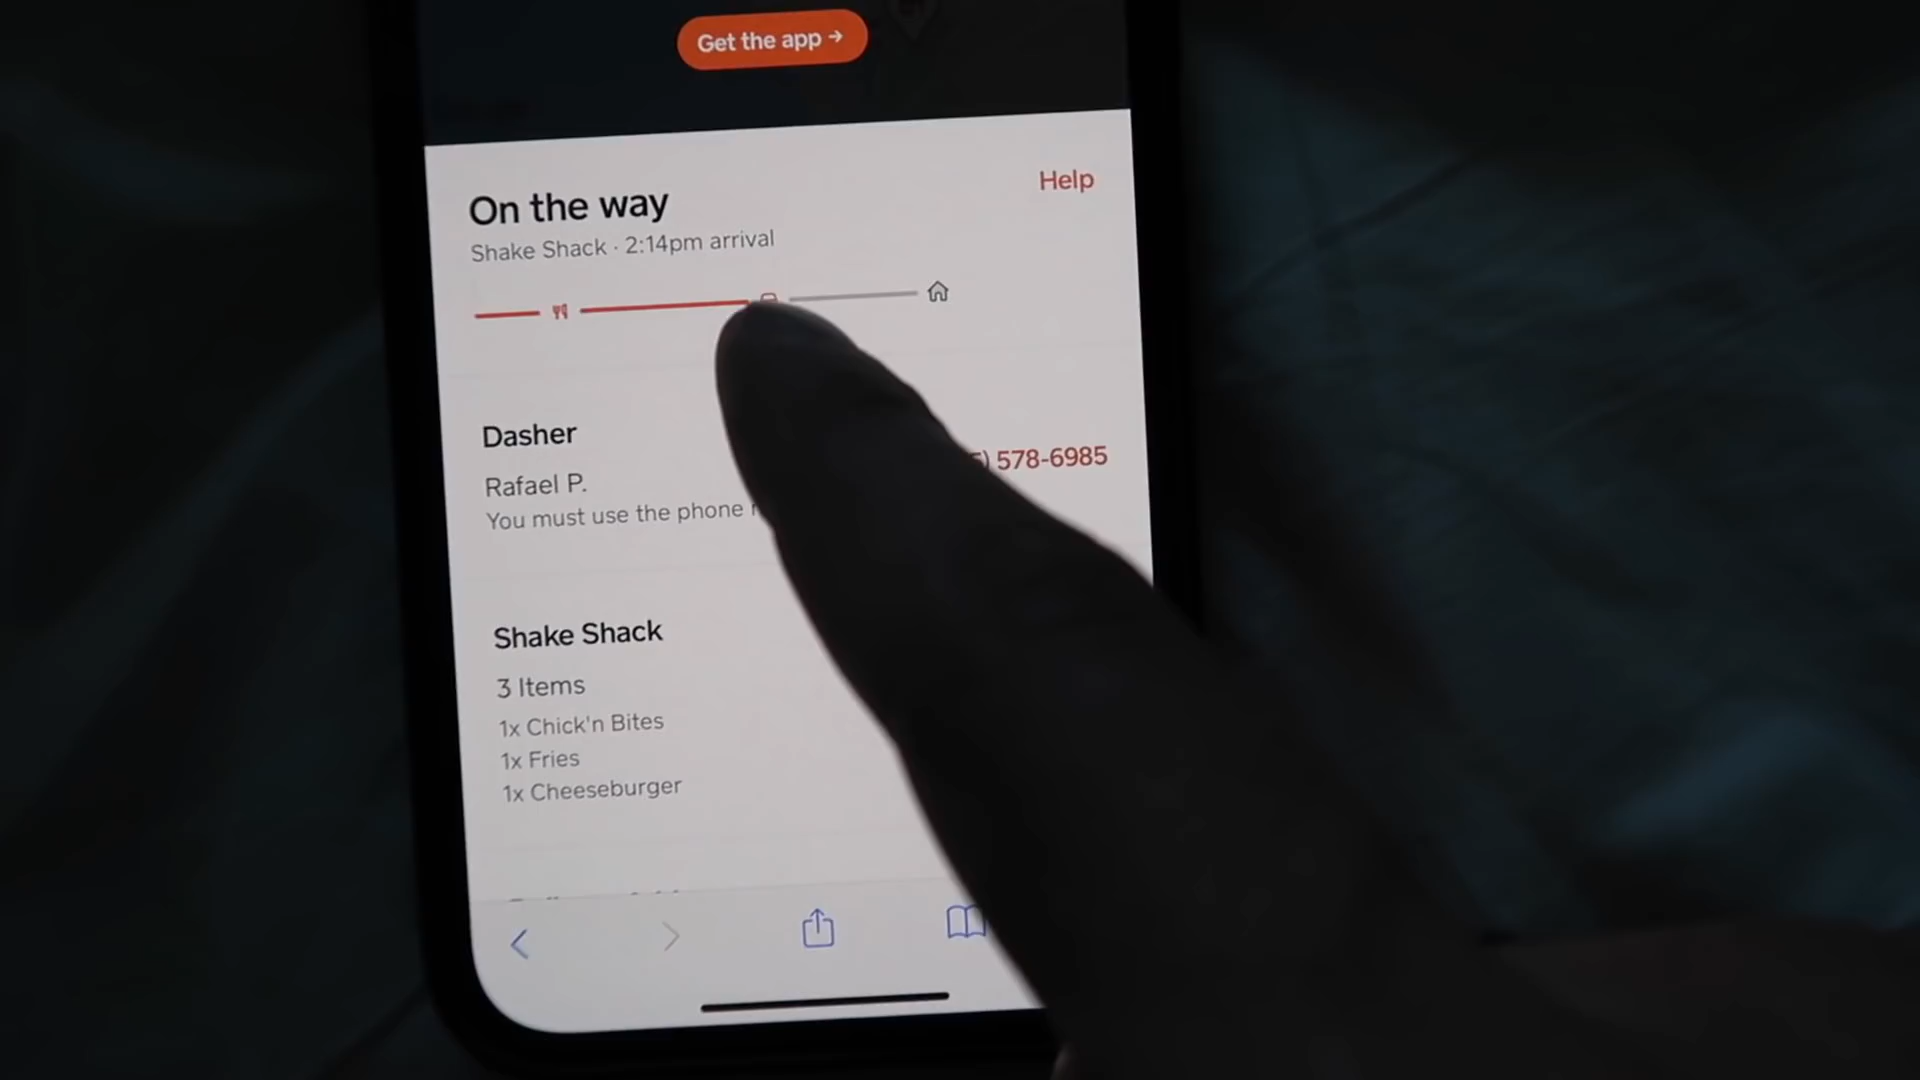 Get the app →
On the way
Help
Shake Shack · 2:14pm arrival
Dasher
578-6985
Rafael P.
You must use the phone
Shake Shack
3 Items
1x Chick'n Bites
1x Fries
1x Cheeseburger